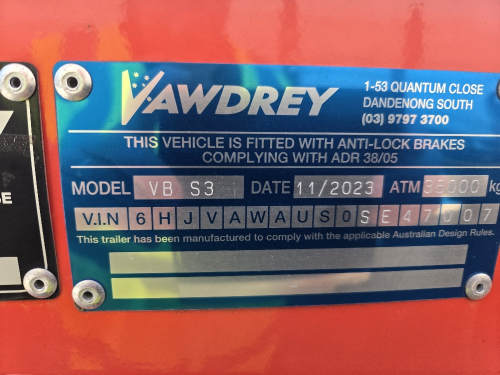 VAWDREY
1-53 QUANTUM CLOSE
DANDENONG SOUTH
(03) 9797 3700
THIS VEHICLE IS FITTED WITH ANTI-LOCK BRAKES
COMPLYING WITH ADR 38/05
MODEL VB S3 DATE 11/2023 ATM kg
V.I.N
This trailer has been manufactured to comply with the applicable Australian Design Rules.